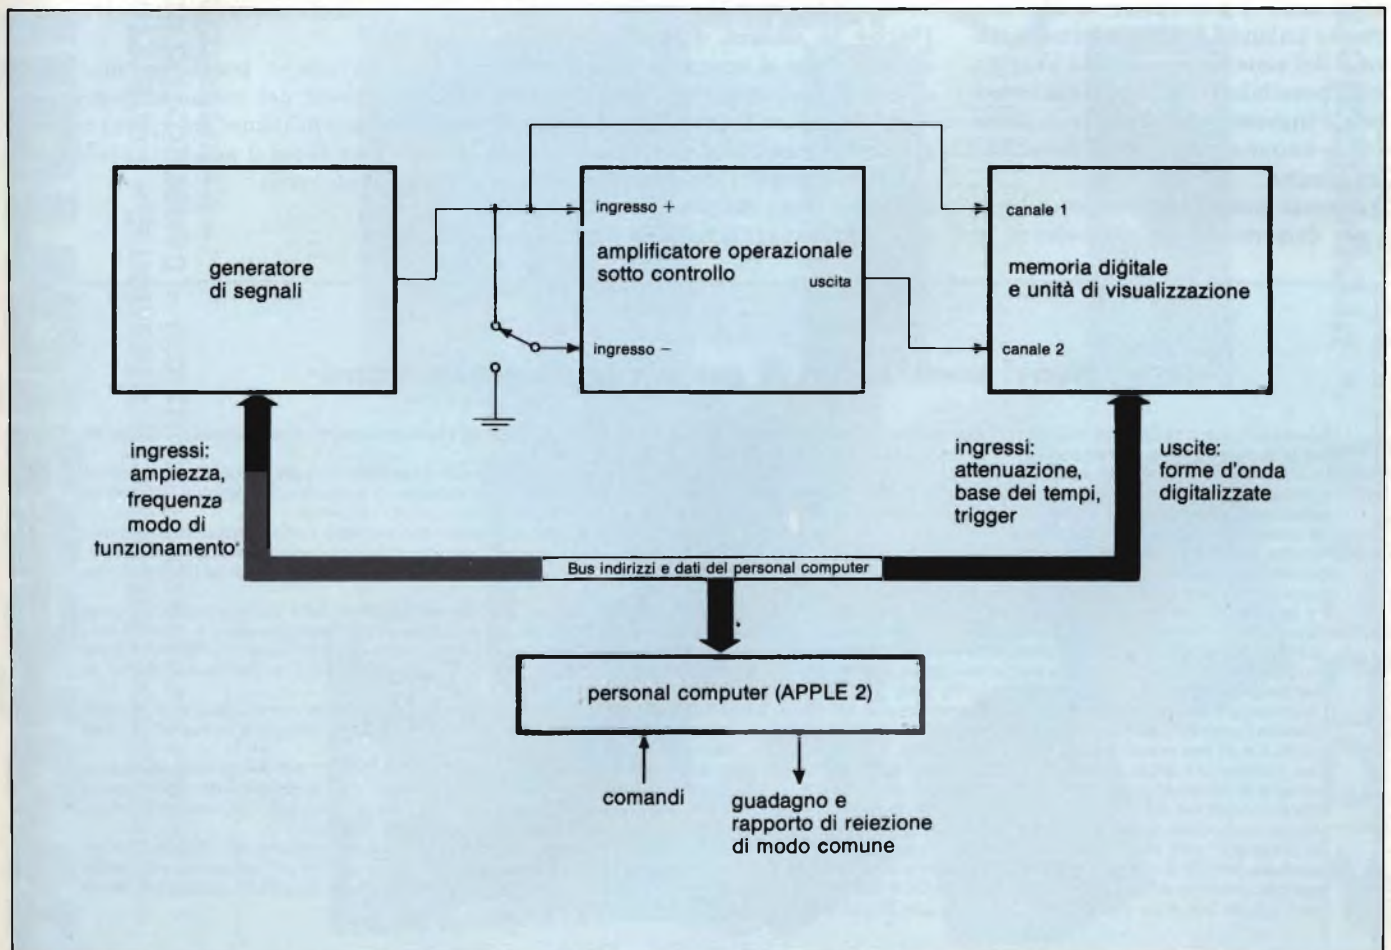 generatore
di segnali
ingresso +
amplificatore operazionale
sotto controllo
uscita
ingresso −
canale 1
memoria digitale
e unità di visualizzazione
canale 2
ingressi:
ampiezza,
frequenza
modo di
funzionamento
ingressi:
attenuazione,
base dei tempi,
trigger
uscite:
forme d'onda
digitalizzate
Bus indirizzi e dati del personal computer
personal computer (APPLE 2)
comandi
guadagno e
rapporto di reiezione
di modo comune